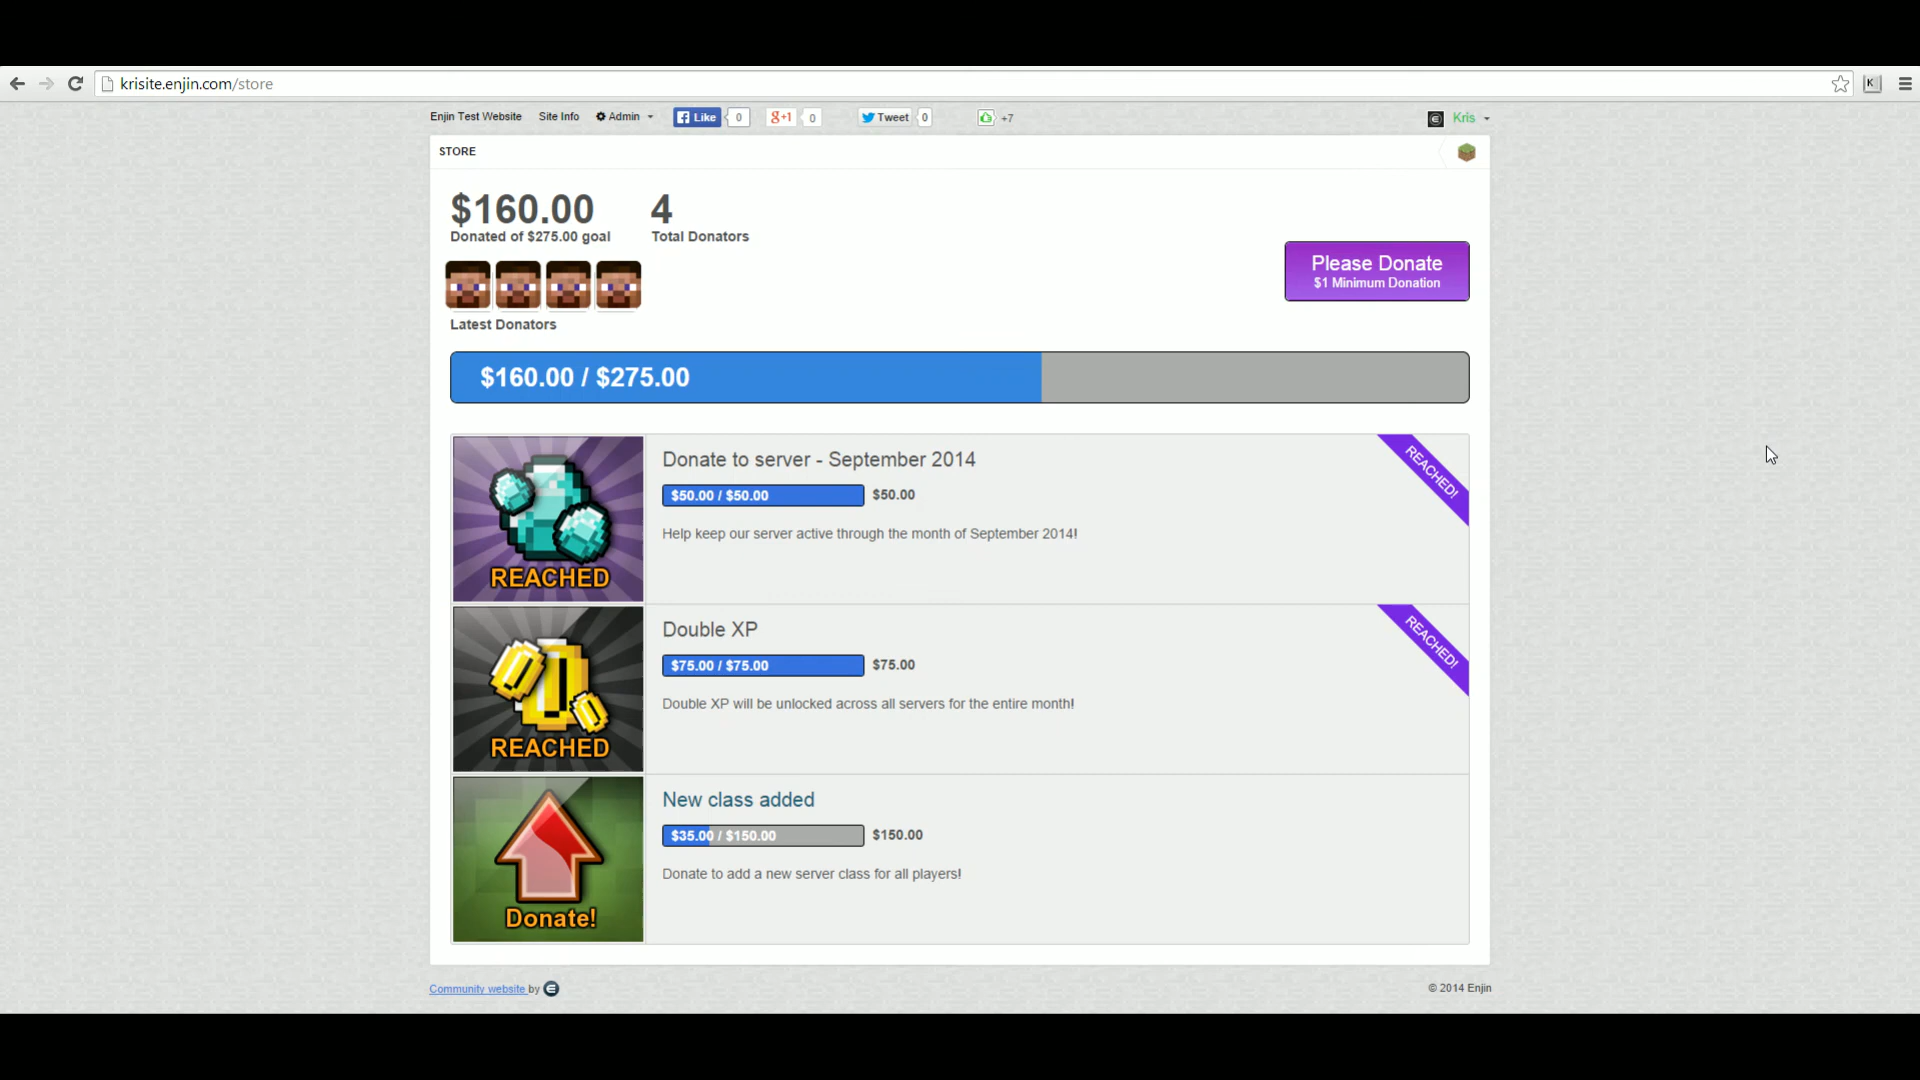 krisite.enjin.com/store
Enjin Test Website Site Info Admin Like 0 g+1 0 Tweet 0 +7 Kris
STORE
$160.00 4
Donated of $275.00 goal Total Donators
Please Donate
$1 Minimum Donation
Latest Donators
$160.00 / $275.00
Donate to server - September 2014
REACHED!
$50.00 / $50.00 $50.00
Help keep our server active through the month of September 2014!
REACHED
Double XP
REACHED!
$75.00 / $75.00 $75.00
Double XP will be unlocked across all servers for the entire month!
REACHED
New class added
$35.00 / $150.00 $150.00
Donate to add a new server class for all players!
Donate!
Community website by © 2014 Enjin